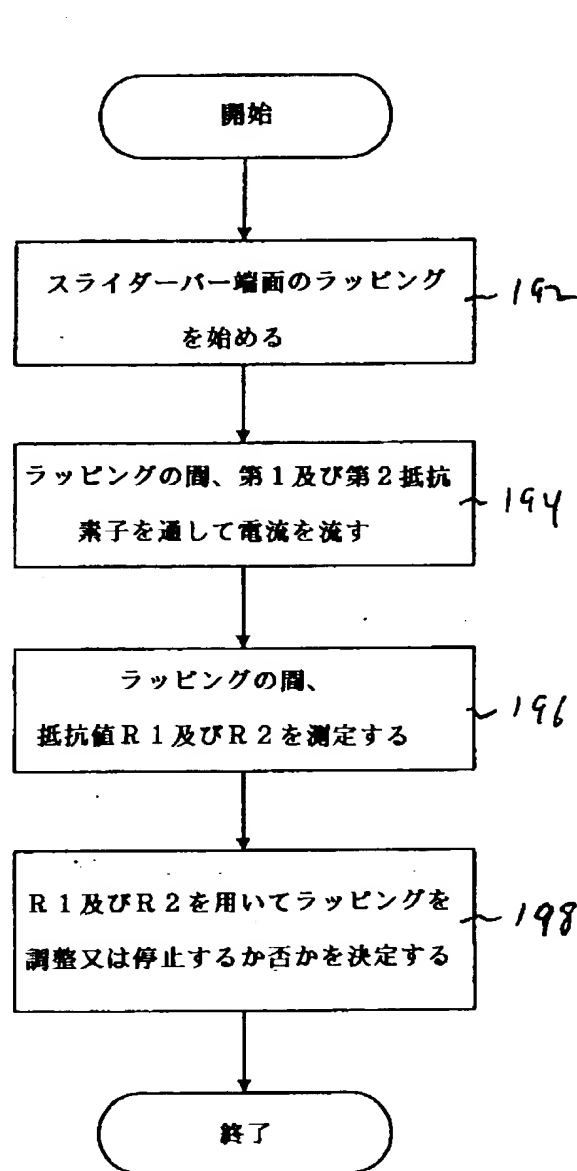 開始
スライダーバー端面のラッピング
を始める
192
ラッピングの間、第1及び第2抵抗
素子を通して電流を流す
194
ラッピングの間、
抵抗値R1及びR2を測定する
196
R1及びR2を用いてラッピングを
調整又は停止するか否かを決定する
198
終了